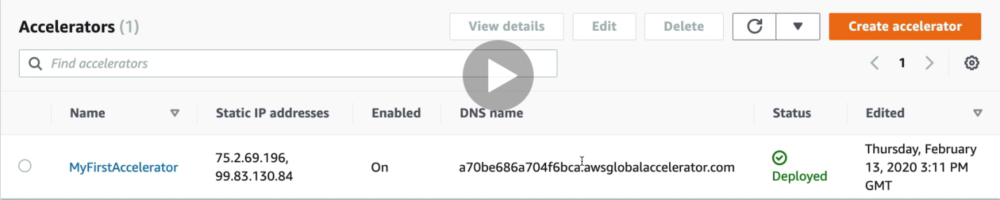 Accelerators (1)
View details
Edit
Delete
Create accelerator
Find accelerators
1
Name
Static IP addresses
Enabled
DNS name
Status
Edited
MyFirstAccelerator
75.2.69.196,
99.83.130.84
On
a70be686a704f6bca.awsglobalaccelerator.com
Deployed
Thursday, February
13, 2020 3:11 PM
GMT